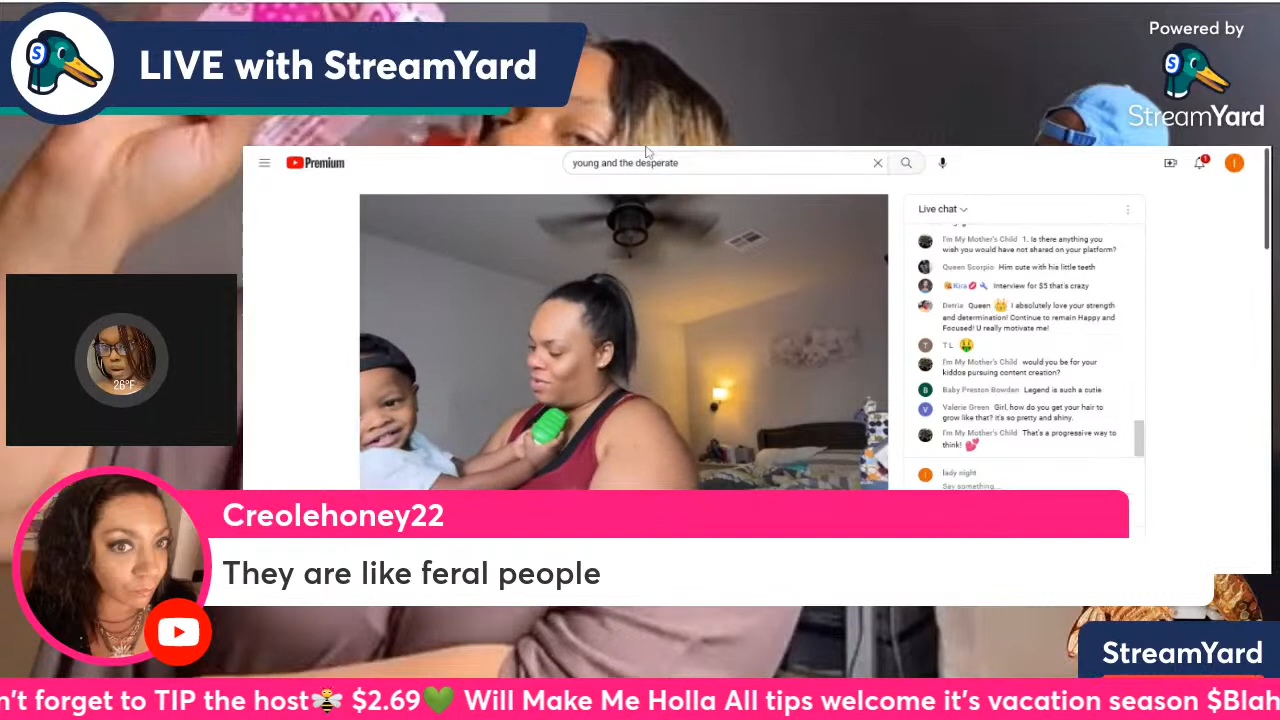 LIVE with StreamYard
Powered by
StreamYard
Premium
young and the desperate
Live chat
I'm My Mother's Child 1. Is there anything you
wish you would have not shared on your platform?
Queen Scorpio Him cute with his little teeth
Kira💋🔧 Interview for $5 that's crazy
Detria Queen 👑 I absolutely love your strength
and determination! Continue to remain Happy and
Focused! U really motivate me!
T L 🤑
I'm My Mother's Child would you be for your
kiddos pursuing content creation?
Baby Preston Bowden Legend is such a cutie
Valerie Green Girl, how do you get your hair to
grow like that? it's so pretty and shiny.
I'm My Mother's Child That's a progressive way to
think! 💕
lady night
Say something...
26°F
Creolehoney22
They are like feral people
StreamYard
n't forget to TIP the host🐝 $2.69💚 Will Make Me Holla All tips welcome it's vacation season $Blah